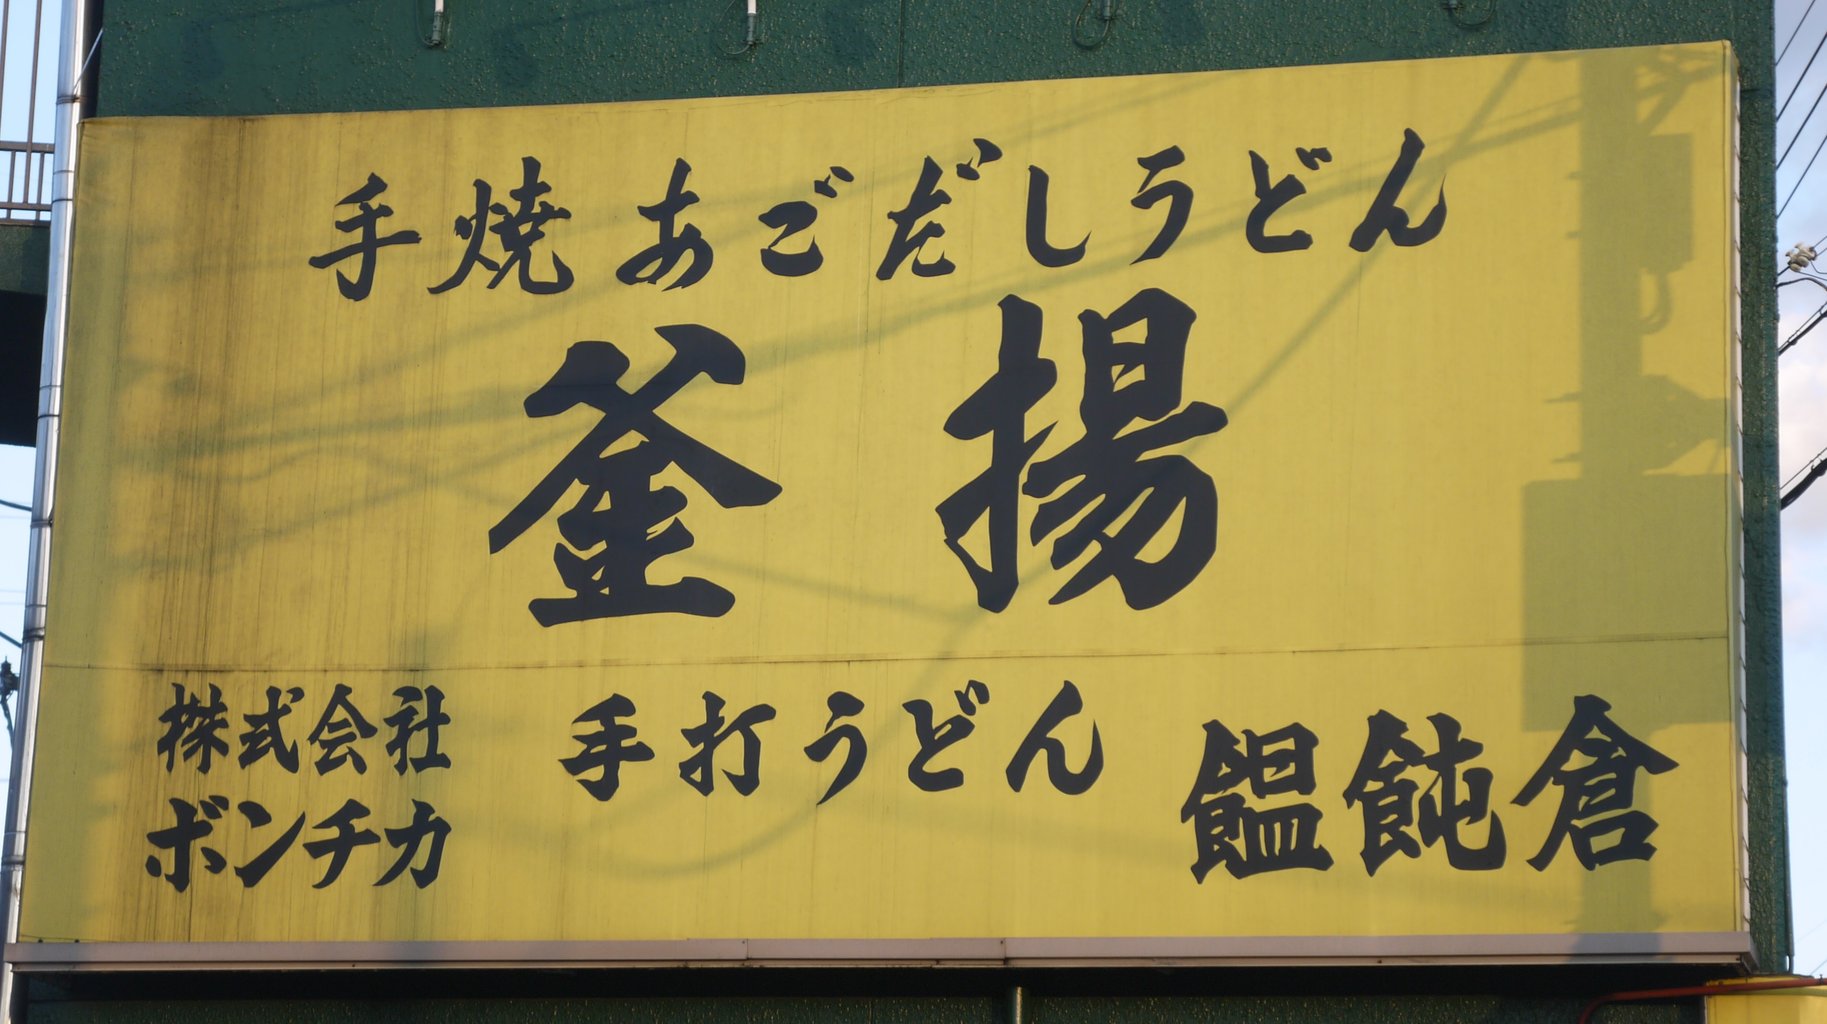 手焼あごだしうどん
釜揚
株式会社
ボンチカ
手打うどん
饂飩倉